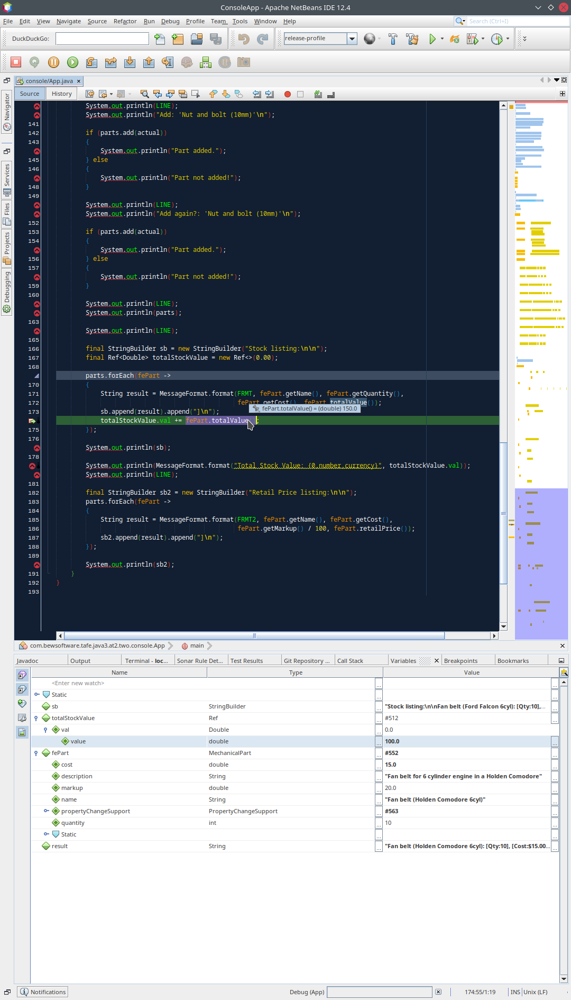 ConsoleApp - Apache NetBeans IDE 12.4
File Edit View Navigate Source Refactor Run Debug Profile Team Tools Window Help
Search (Ctrl+I)
DuckDuckGo:
release-profile
console/App.java
Source History
Navigator
Services
Files
Projects
Debugging
System.out.println(LINE);
System.out.println("Add: 'Nut and bolt (10mm)'\n");
141
142 if (parts.add(actual))
143 {
System.out.println("Part added.");
145 } else
146 {
System.out.println("Part not added!");
148 }
149
System.out.println(LINE);
System.out.println("Add again?: 'Nut and bolt (10mm)'\n");
152
153 if (parts.add(actual))
154 {
System.out.println("Part added.");
156 } else
157 {
System.out.println("Part not added!");
159 }
160
System.out.println(LINE);
System.out.println(parts);
163
System.out.println(LINE);
165
166 final StringBuilder sb = new StringBuilder("Stock listing:\n\n");
167 final Ref<Double> totalStockValue = new Ref<>(0.00);
168
parts.forEach(fePart ->
170 {
171 String result = MessageFormat.format(FRMT, fePart.getName(), fePart.getQuantity(),
172 fePart.getCost(), fePart.totalValue());
fePart.totalValue() = (double) 150.0
173 sb.append(result).append("]\n");
totalStockValue.val += fePart.totalValue ;
175 });
176
System.out.println(sb);
178
System.out.println(MessageFormat.format("Total Stock Value: {0,number,currency}", totalStockValue.val));
System.out.println(LINE);
181
182 final StringBuilder sb2 = new StringBuilder("Retail Price listing:\n\n");
183 parts.forEach(fePart ->
184 {
185 String result = MessageFormat.format(FRMT2, fePart.getName(), fePart.getCost(),
186 fePart.getMarkup() / 100, fePart.retailPrice());
187 sb2.append(result).append("]\n");
188 });
189
System.out.println(sb2);
191 }
192 }
193
com.bewsoftware.tafe.java3.at2.two.console.App main
Javadoc Output Terminal - loc... Sonar Rule Det... Test Results Git Repository ... Call Stack Variables Breakpoints Bookmarks
Name Type Value
<Enter new watch>
Static
sb StringBuilder "Stock listing:\n\nFan belt (Ford Falcon 6cyl): [Qty:10],...
totalStockValue Ref #512
val Double 0.0
value double 100.0
fePart MechanicalPart #552
cost double 15.0
description String "Fan belt for 6 cylinder engine in a Holden Comodore"
markup double 20.0
name String "Fan belt (Holden Comodore 6cyl)"
propertyChangeSupport PropertyChangeSupport #563
quantity int 10
Static
result String "Fan belt (Holden Comodore 6cyl): [Qty:10], [Cost:$15.00...
Notifications Debug (App) 174:55/1:19 INS Unix (LF)